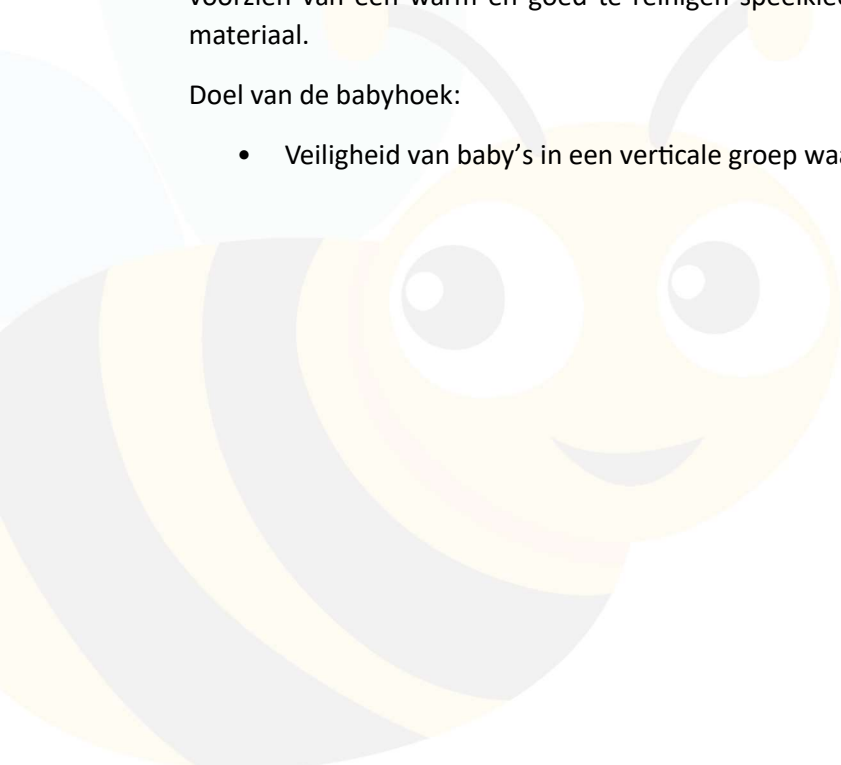 voorzien van een warm en goed te reinigen
materiaal.
Doel van de babyhoek:
• Veiligheid van baby's in een verticale groep